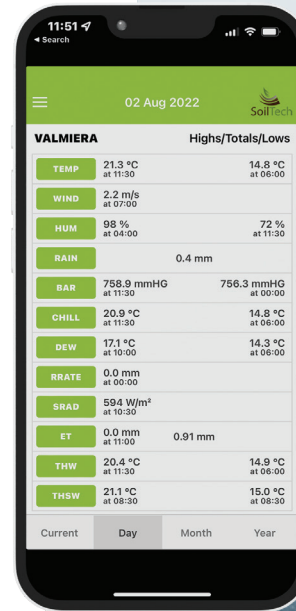 11:51
◄ Search
02 Aug 2022
SoilTech
VALMIERA Highs/Totals/Lows
TEMP 21.3 °C 14.8 °C
at 11:30 at 06:00
WIND 2.2 m/s
at 07:00
HUM 98 % 72 %
at 04:00 at 11:30
RAIN 0.4 mm
BAR 758.9 mmHG 756.3 mmHG
at 11:30 at 00:00
CHILL 20.9 °C 14.8 °C
at 11:30 at 06:00
DEW 17.1 °C 14.3 °C
at 10:00 at 06:00
RRATE 0.0 mm
at 00:00
SRAD 594 W/m²
at 10:30
ET 0.0 mm 0.91 mm
at 11:00
THW 20.4 °C 14.9 °C
at 11:30 at 06:00
THSW 21.1 °C 15.0 °C
at 08:30 at 08:30
Current Day Month Year